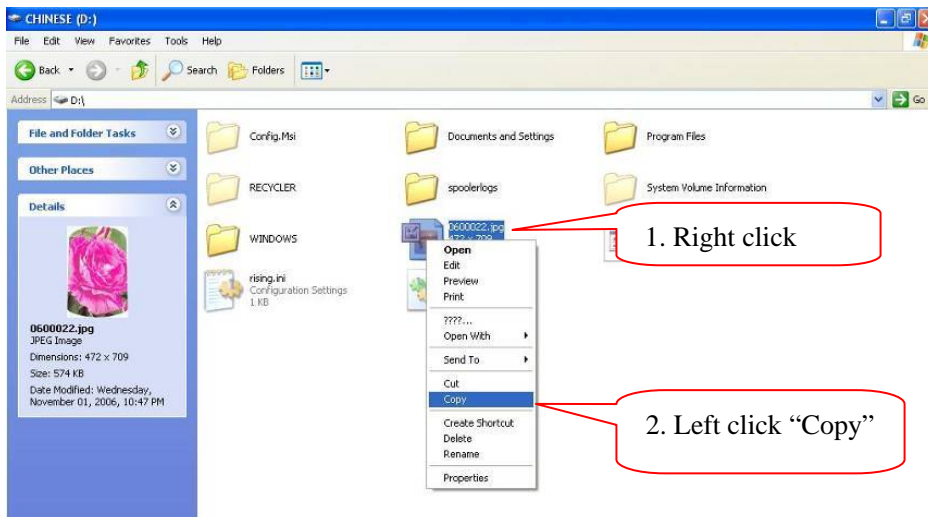 CHINESE (D:)
File Edit View Favorites Tools Help
Back Search Folders
Address D:\ Go
File and Folder Tasks
Other Places
Details
0600022.jpg
JPEG Image
Dimensions: 472 x 709
Size: 574 KB
Date Modified: Wednesday,
November 01, 2006, 10:47 PM
Config.Msi
Documents and Settings
Program Files
RECYCLER
spoolerlogs
System Volume Information
WINDOWS
0600022.jpg
472 x 709
rising.ini
Configuration Settings
1 KB
Open
Edit
Preview
Print
????...
Open With
Send To
Cut
Copy
Create Shortcut
Delete
Rename
Properties
1. Right click
2. Left click “Copy”